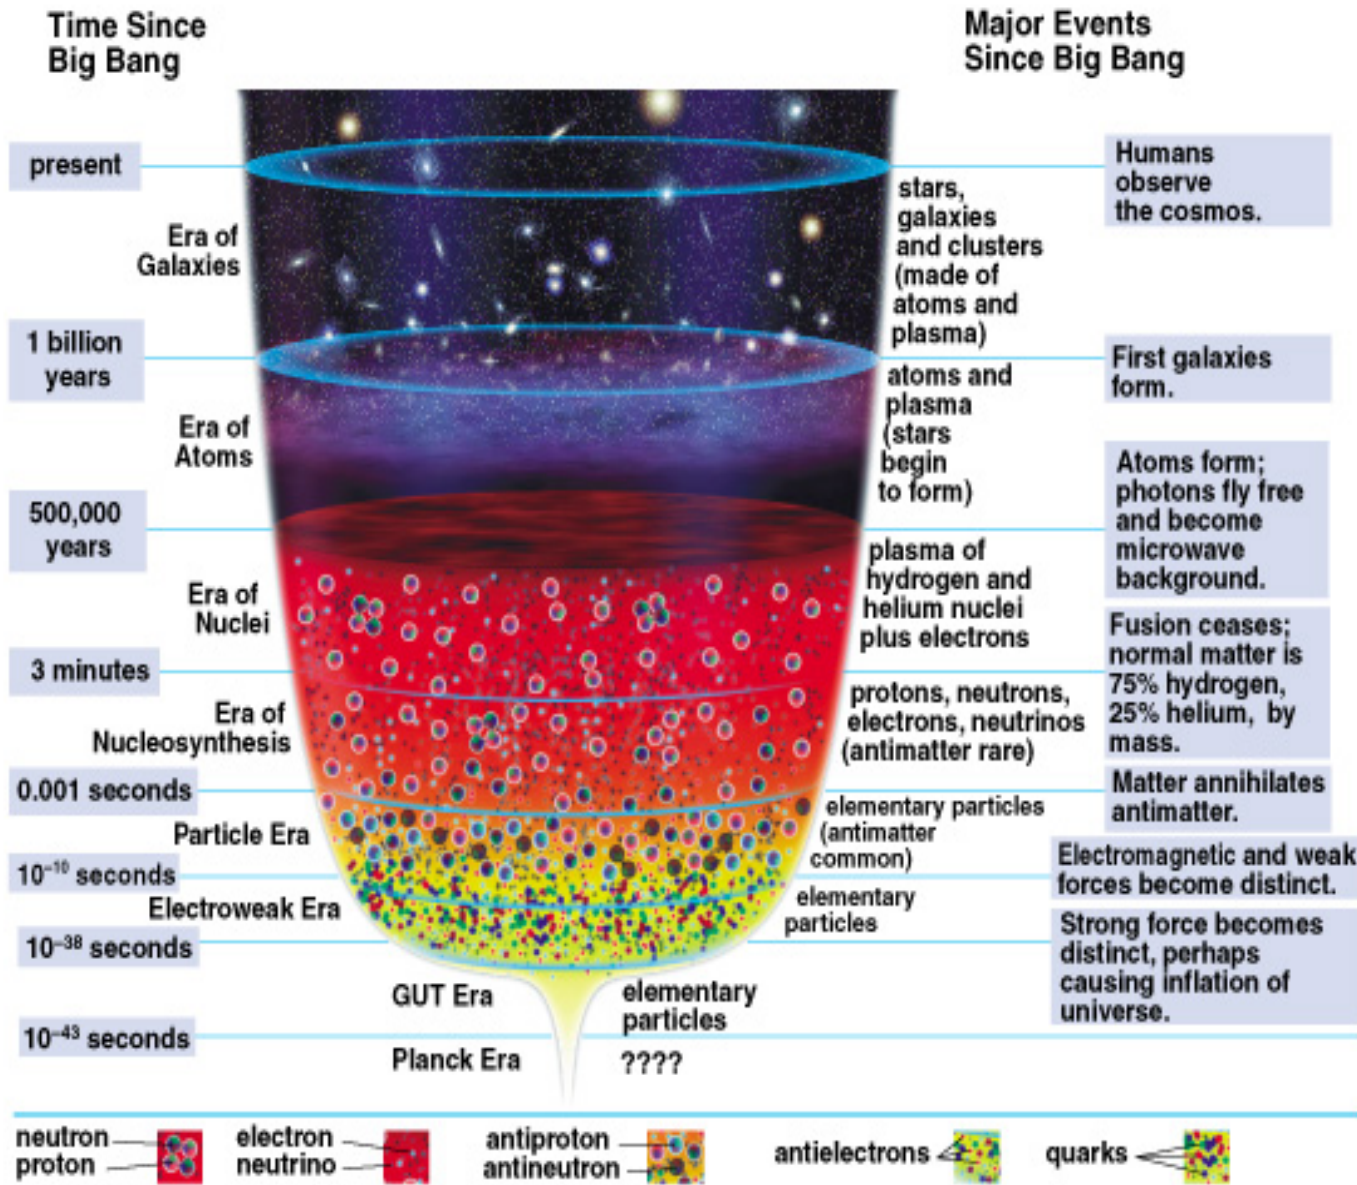 Time Since
Big Bang
Major Events
Since Big Bang
present
Humans
observe
the cosmos.
stars,
galaxies
and clusters
(made of
atoms and
plasma)
Era of
Galaxies
1 billion
years
First galaxies
form.
atoms and
plasma
(stars
begin
to form)
Era of
Atoms
500,000
years
Atoms form;
photons fly free
and become
microwave
background.
plasma of
hydrogen and
helium nuclei
plus electrons
Era of
Nuclei
3 minutes
Fusion ceases;
normal matter is
75% hydrogen,
25% helium, by
mass.
protons, neutrons,
electrons, neutrinos
(antimatter rare)
Era of
Nucleosynthesis
0.001 seconds
Matter annihilates
antimatter.
elementary particles
(antimatter
common)
Particle Era
10⁻¹⁰ seconds
Electromagnetic and weak
forces become distinct.
elementary
particles
Electroweak Era
10⁻³⁸ seconds
Strong force becomes
distinct, perhaps
causing inflation of
universe.
GUT Era
elementary
particles
10⁻⁴³ seconds
Planck Era
????
neutron
proton
electron
neutrino
antiproton
antineutron
antielectrons
quarks